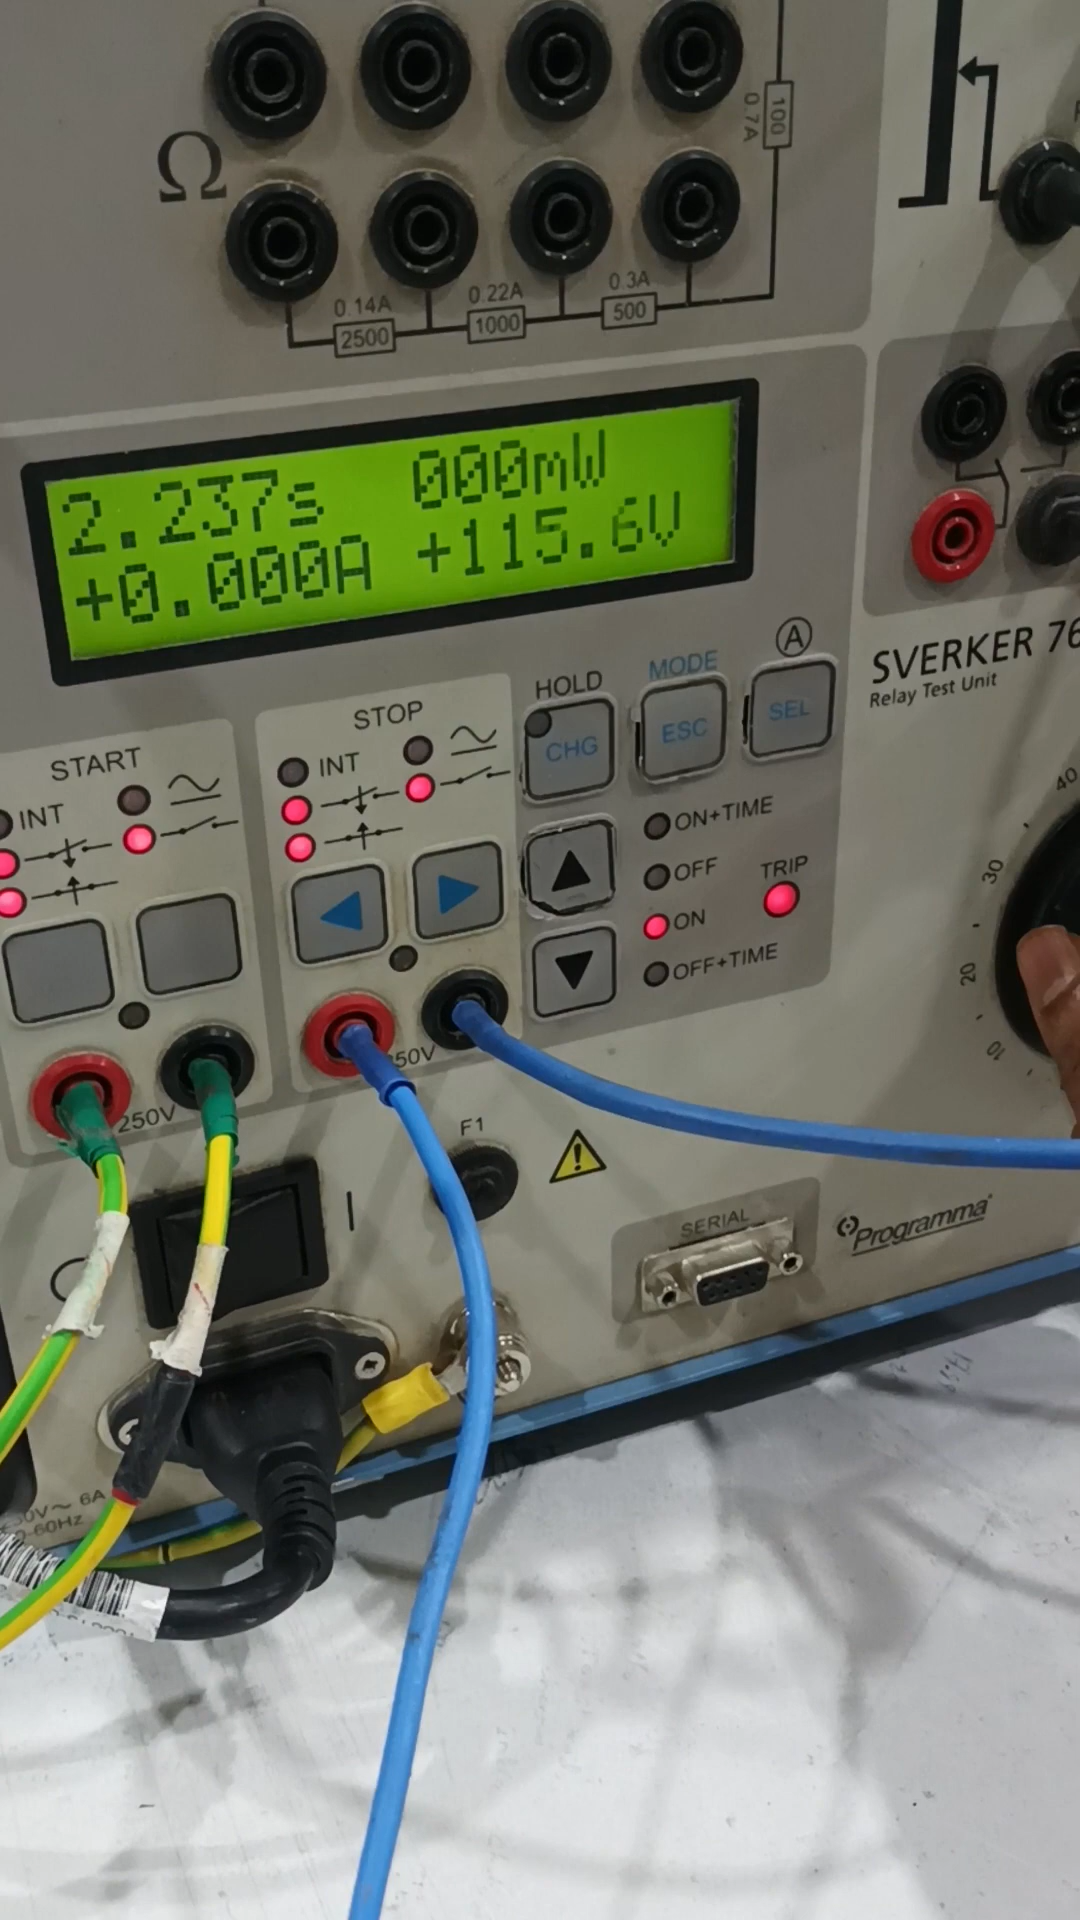 100
0.7A
Ω
0.14A 0.22A 0.3A
2500 1000 500
2.237s 000mW
+0.000A +115.6V
SVERKER 76
Relay Test Unit
START
INT
STOP
INT
HOLD
CHG
MODE
ESC
A
SEL
ON+TIME
OFF
ON
OFF+TIME
TRIP
40
30
20
10
250V
250V
F1
I
SERIAL
Programma
6A
60Hz